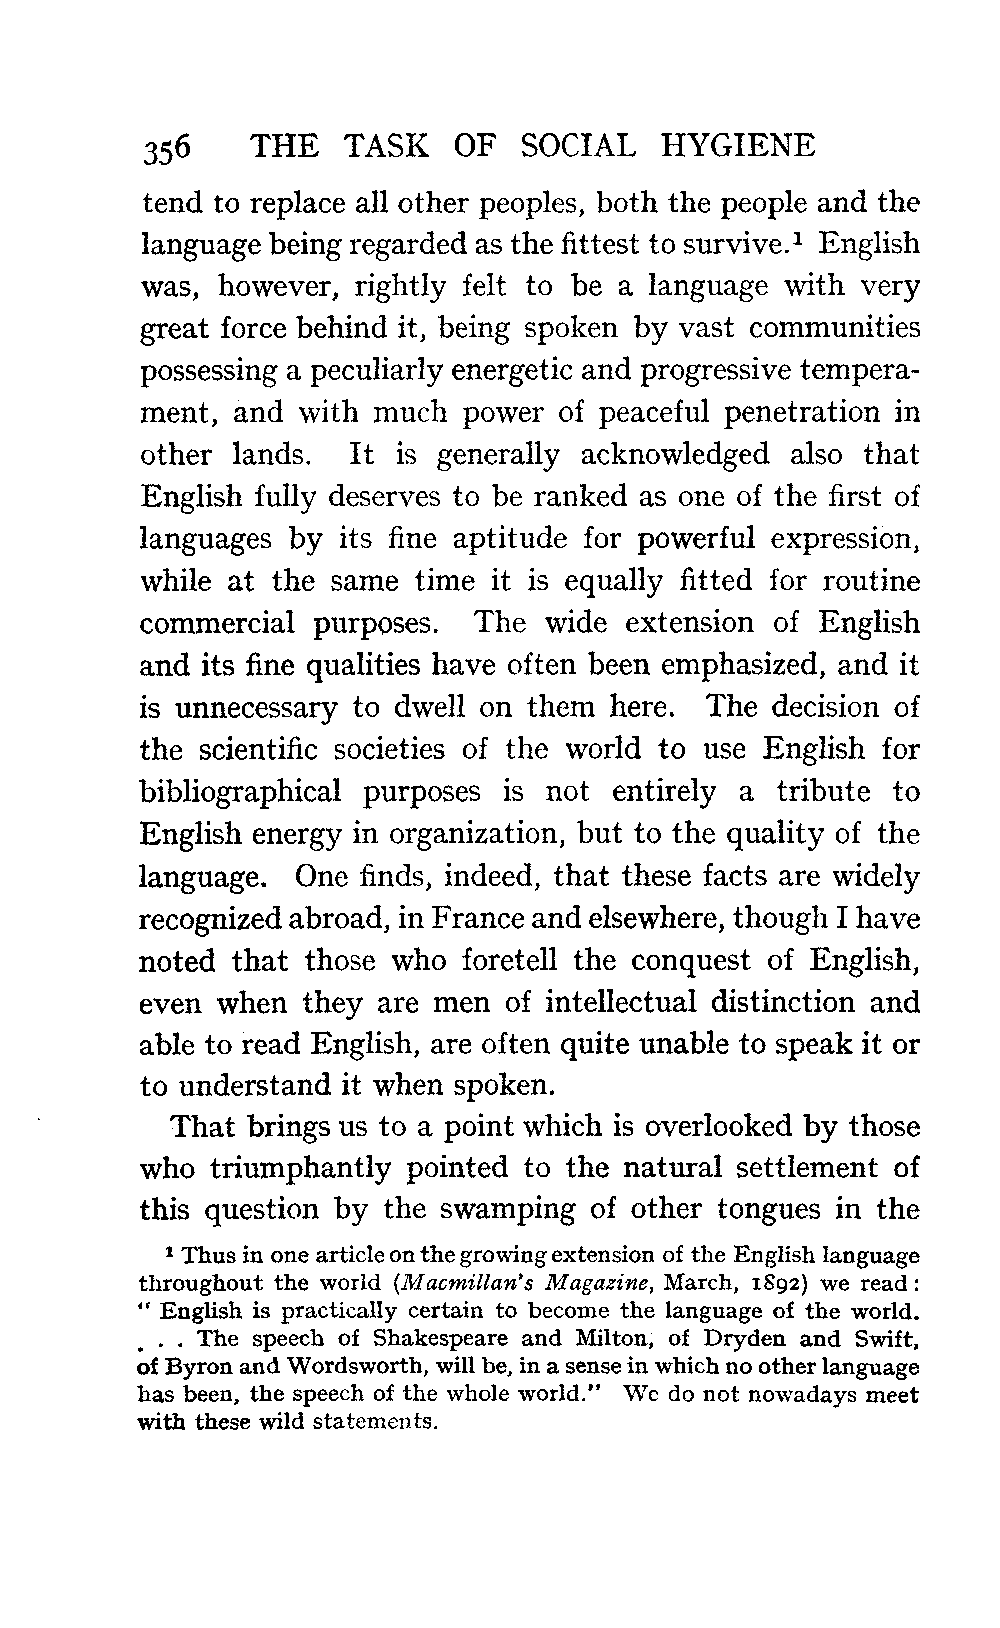 356 THE TASK OF SOCIAL HYGIENE
tend to replace all other peoples, both the people and the
language being regarded as the fittest to survive.¹ English
was, however, rightly felt to be a language with very
great force behind it, being spoken by vast communities
possessing a peculiarly energetic and progressive tempera-
ment, and with much power of peaceful penetration in
other lands. It is generally acknowledged also that
English fully deserves to be ranked as one of the first of
languages by its fine aptitude for powerful expression,
while at the same time it is equally fitted for routine
commercial purposes. The wide extension of English
and its fine qualities have often been emphasized, and it
is unnecessary to dwell on them here. The decision of
the scientific societies of the world to use English for
bibliographical purposes is not entirely a tribute to
English energy in organization, but to the quality of the
language. One finds, indeed, that these facts are widely
recognized abroad, in France and elsewhere, though I have
noted that those who foretell the conquest of English,
even when they are men of intellectual distinction and
able to read English, are often quite unable to speak it or
to understand it when spoken.
That brings us to a point which is overlooked by those
who triumphantly pointed to the natural settlement of
this question by the swamping of other tongues in the
¹ Thus in one article on the growing extension of the English language
throughout the world (Macmillan's Magazine, March, 1892) we read:
" English is practically certain to become the language of the world.
. . . The speech of Shakespeare and Milton, of Dryden and Swift,
of Byron and Wordsworth, will be, in a sense in which no other language
has been, the speech of the whole world." We do not nowadays meet
with these wild statements.